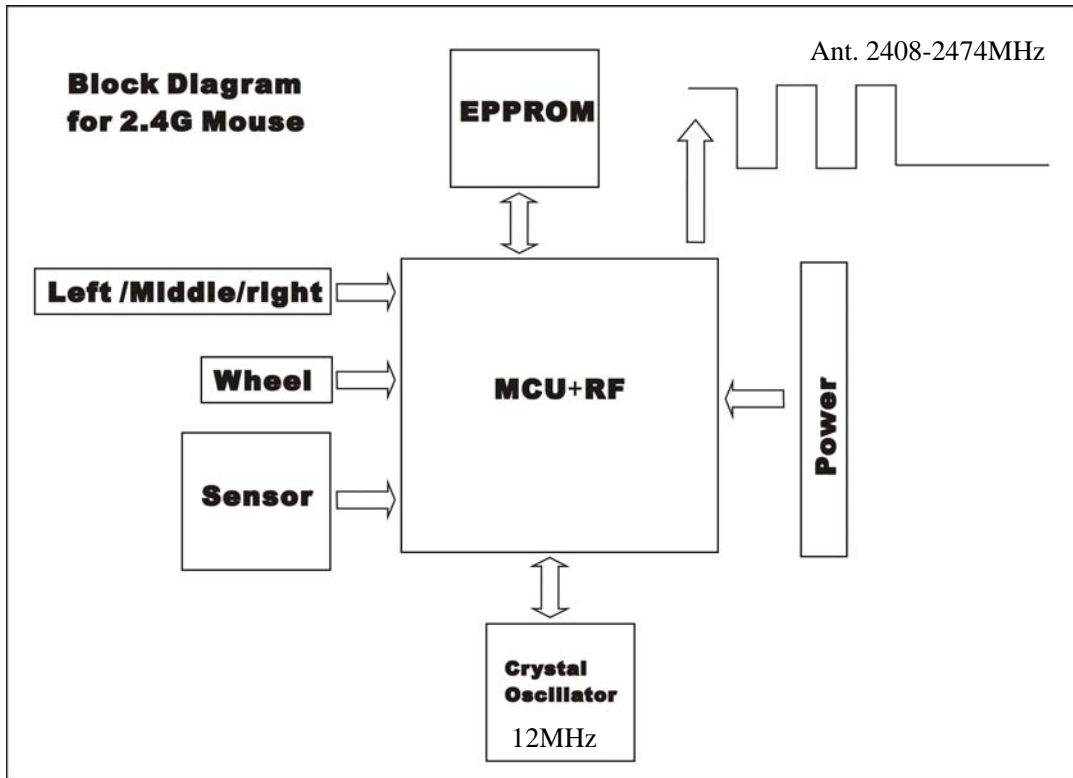 Block Diagram
for 2.4G Mouse
EPPROM
Ant. 2408-2474MHz
Left /Middle/right
Wheel
Sensor
MCU+RF
Power
Crystal
Oscillator
12MHz